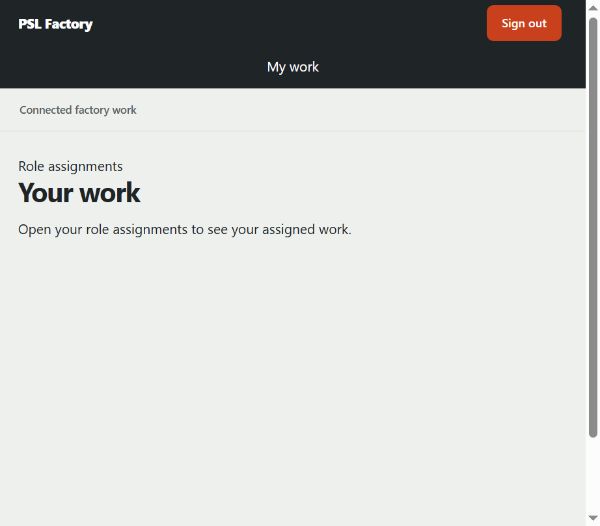 PSL Factory
Sign out
My work
Connected factory work
Role assignments
Your work
Open your role assignments to see your assigned work.